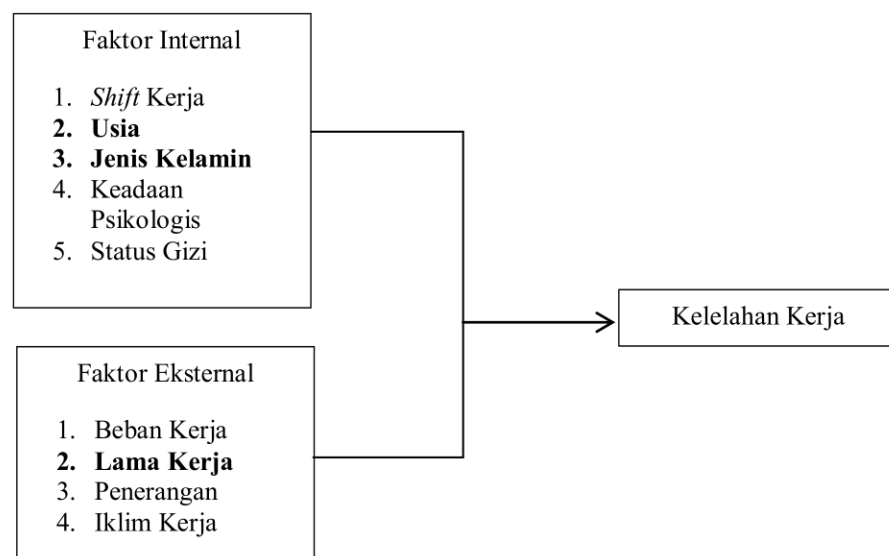 Faktor Internal
1. Shift Kerja
2. Usia
3. Jenis Kelamin
4. Keadaan
Psikologis
5. Status Gizi
Kelelahan Kerja
Faktor Eksternal
1. Beban Kerja
2. Lama Kerja
3. Penerangan
4. Iklim Kerja